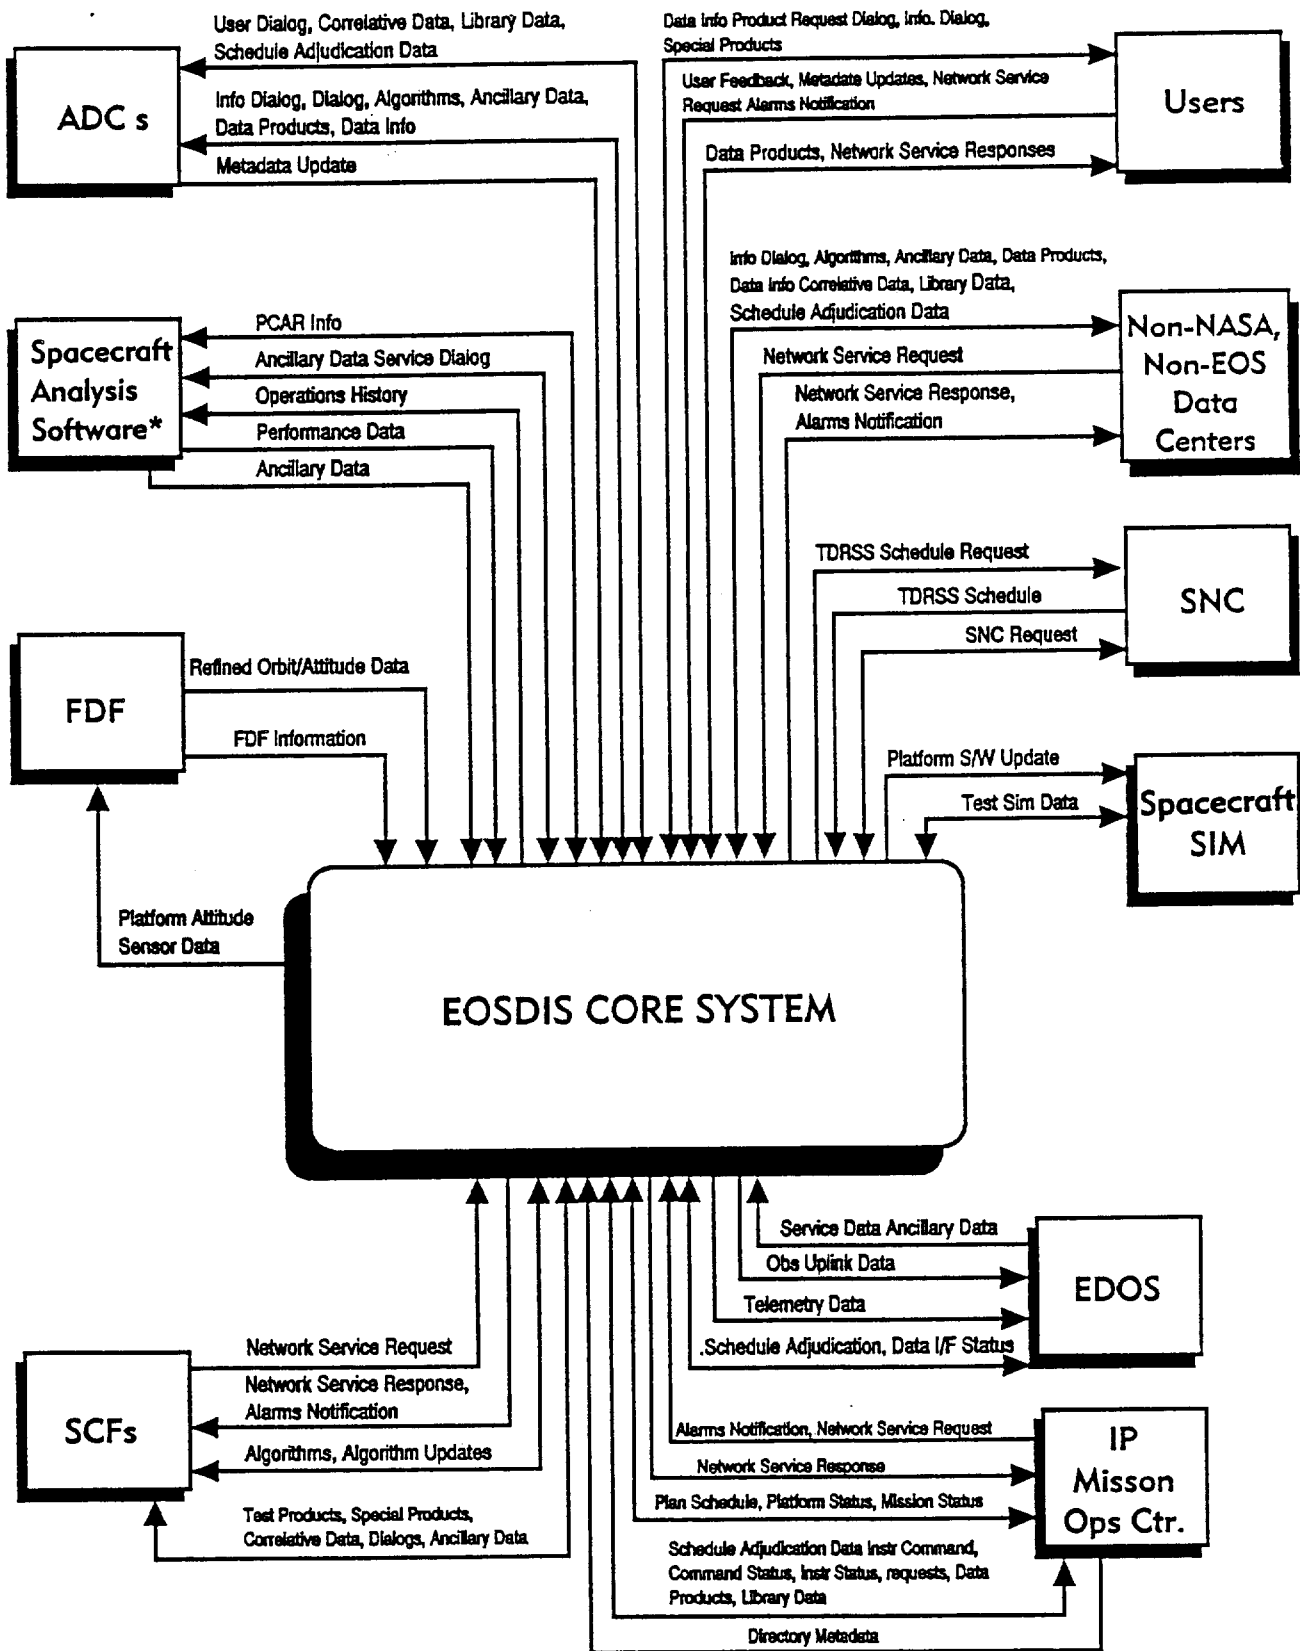 User Dialog, Correlative Data, Library Data,
Schedule Adjudication Data
ADC s
Info Dialog, Dialog, Algorithms, Ancillary Data,
Data Products, Data Info
Metadata Update
Data Info Product Request Dialog, Info. Dialog,
Special Products
User Feedback, Metadate Updates, Network Service
Request Alarms Notification
Users
Data Products, Network Service Responses
Info Dialog, Algorithms, Ancillary Data, Data Products,
Data Info Correlative Data, Library Data,
Schedule Adjudication Data
Network Service Request
Network Service Response,
Alarms Notification
Non-NASA,
Non-EOS
Data
Centers
PCAR Info
Ancillary Data Service Dialog
Operations History
Performance Data
Ancillary Data
Spacecraft
Analysis
Software*
TDRSS Schedule Request
TDRSS Schedule
SNC Request
SNC
Refined Orbit/Attitude Data
FDF
FDF Information
Platform S/W Update
Test Sim Data
Spacecraft
SIM
Platform Attitude
Sensor Data
EOSDIS CORE SYSTEM
Service Data Ancillary Data
Obs Uplink Data
Telemetry Data
.Schedule Adjudication, Data I/F Status
EDOS
Network Service Request
Network Service Response,
Alarms Notification
Algorithms, Algorithm Updates
SCFs
Test Products, Special Products,
Correlative Data, Dialogs, Ancillary Data
Alarms Notification, Network Service Request
Network Service Response
Plan Schedule, Platform Status, Mission Status
IP
Misson
Ops Ctr.
Schedule Adjudication Data Instr Command,
Command Status, Instr Status, requests, Data
Products, Library Data
Directory Metadata